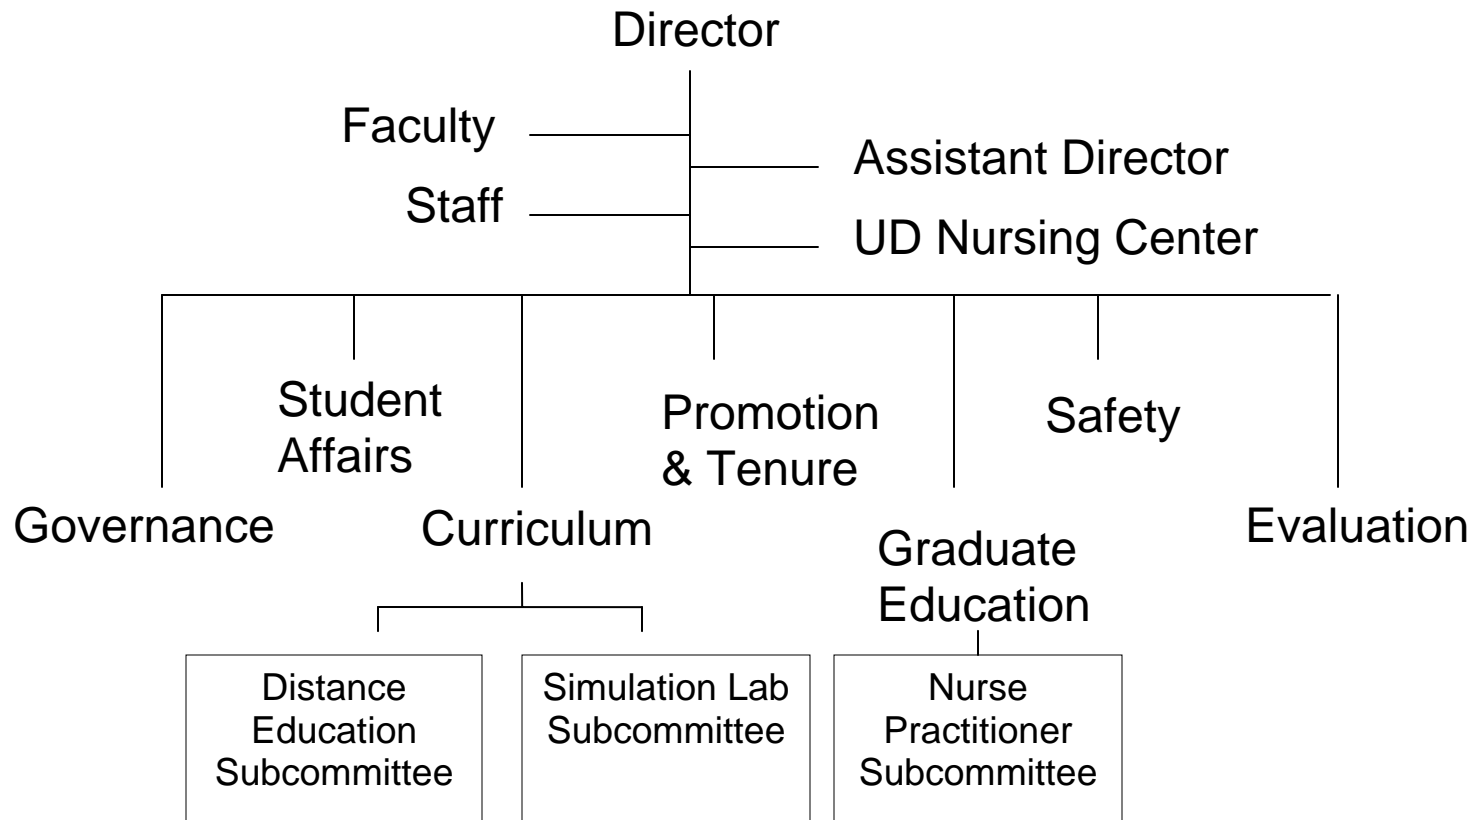 Director
Faculty
Assistant Director
Staff
UD Nursing Center
Student
Affairs
Promotion
& Tenure
Safety
Governance
Curriculum
Graduate
Education
Evaluation
Distance
Education
Subcommittee
Simulation Lab
Subcommittee
Nurse
Practitioner
Subcommittee